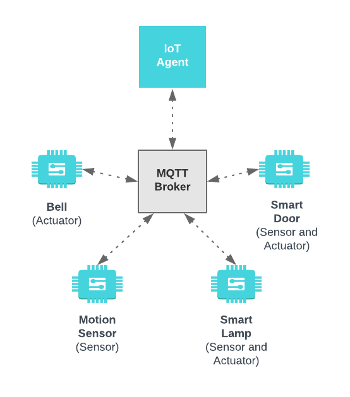 IoT
Agent
MQTT
Broker
Bell
(Actuator)
Smart
Door
(Sensor and
Actuator)
Motion
Sensor
(Sensor)
Smart
Lamp
(Sensor and
Actuator)